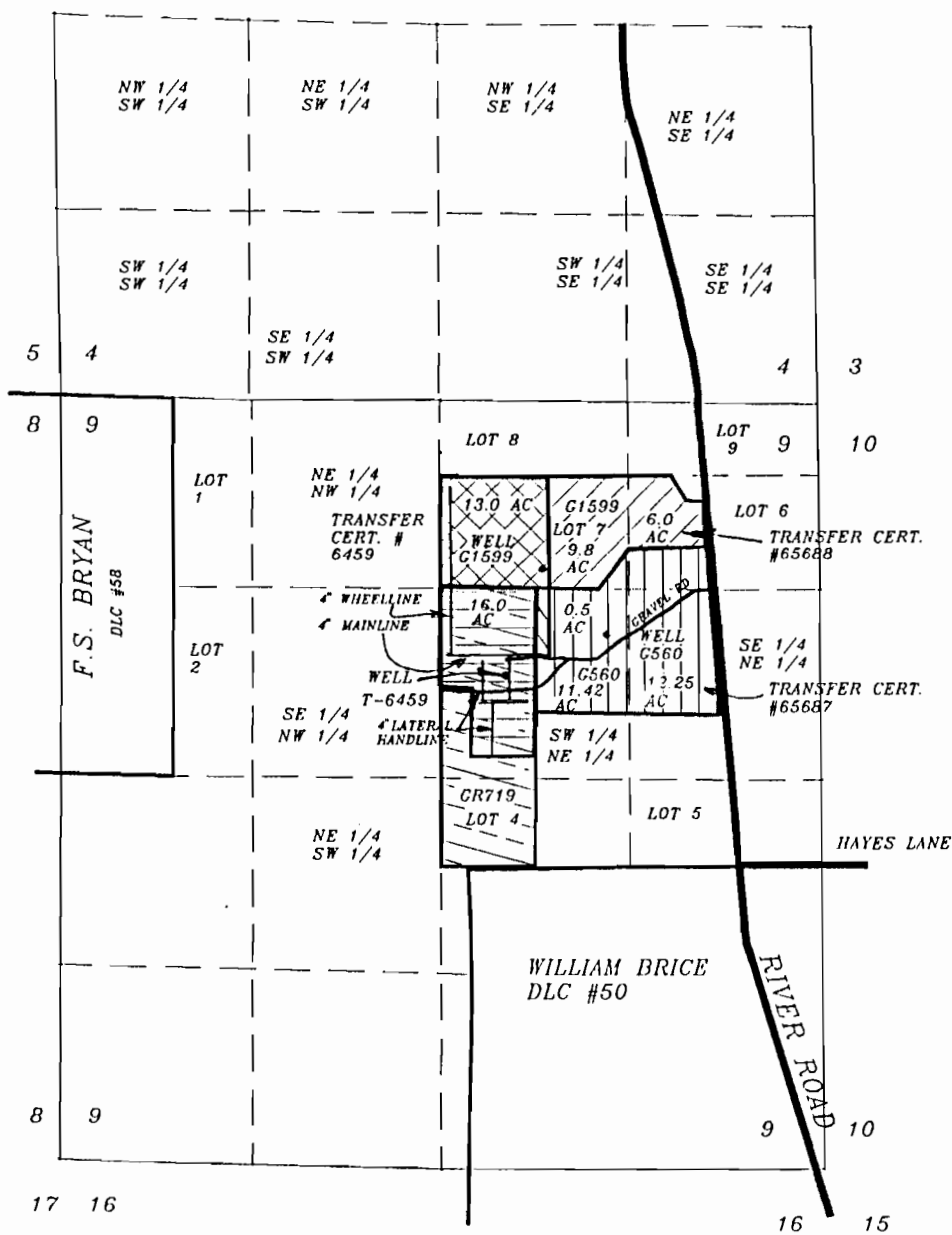 NW 1/4
SW 1/4
NE 1/4
SW 1/4
NW 1/4
SE 1/4
NE 1/4
SE 1/4
SW 1/4
SW 1/4
SW 1/4
SE 1/4
SE 1/4
SE 1/4
SE 1/4
SW 1/4
5 4
4 3
8 9
LOT 8
LOT
9
9 10
LOT
1
NE 1/4
NW 1/4
TRANSFER
CERT. #
6459
13.0 AC
WELL
G1599
G1599
LOT 7
9.8
AC
6.0
AC
LOT 6
TRANSFER CERT.
#65688
F.S. BRYAN
DLC #58
LOT
2
4" WHEELLINE
4" MAINLINE
16.0
AC
0.5
AC
GRAVEL RD
WELL
G560
SE 1/4
NE 1/4
WELL
T-6459
G560
11.42
AC
12.25
AC
TRANSFER CERT.
#65687
SE 1/4
NW 1/4
4" LATERAL
HANDLINE
SW 1/4
NE 1/4
GR719
LOT 4
LOT 5
NE 1/4
SW 1/4
HAYES LANE
WILLIAM BRICE
DLC #50
RIVER ROAD
8 9
9 10
17 16
16 15